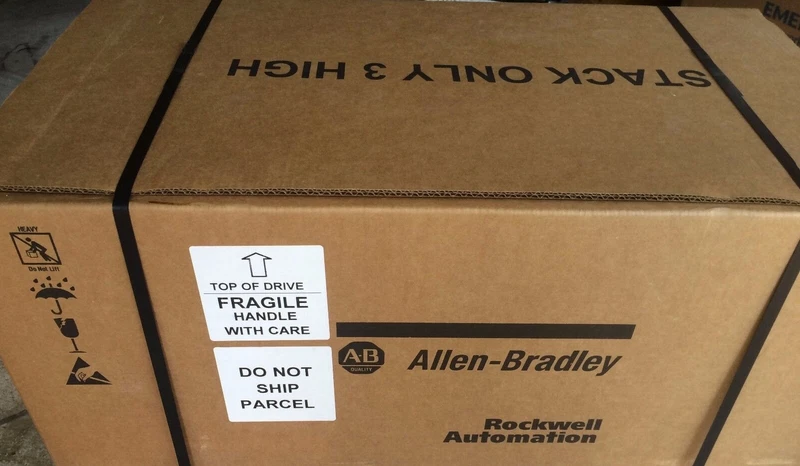 STACK ONLY 3 HIGH
EME
HEAVY
Do Not Lift
TOP OF DRIVE
FRAGILE
HANDLE
WITH CARE
DO NOT
SHIP
PARCEL
A·B
QUALITY
Allen-Bradley
Rockwell
Automation